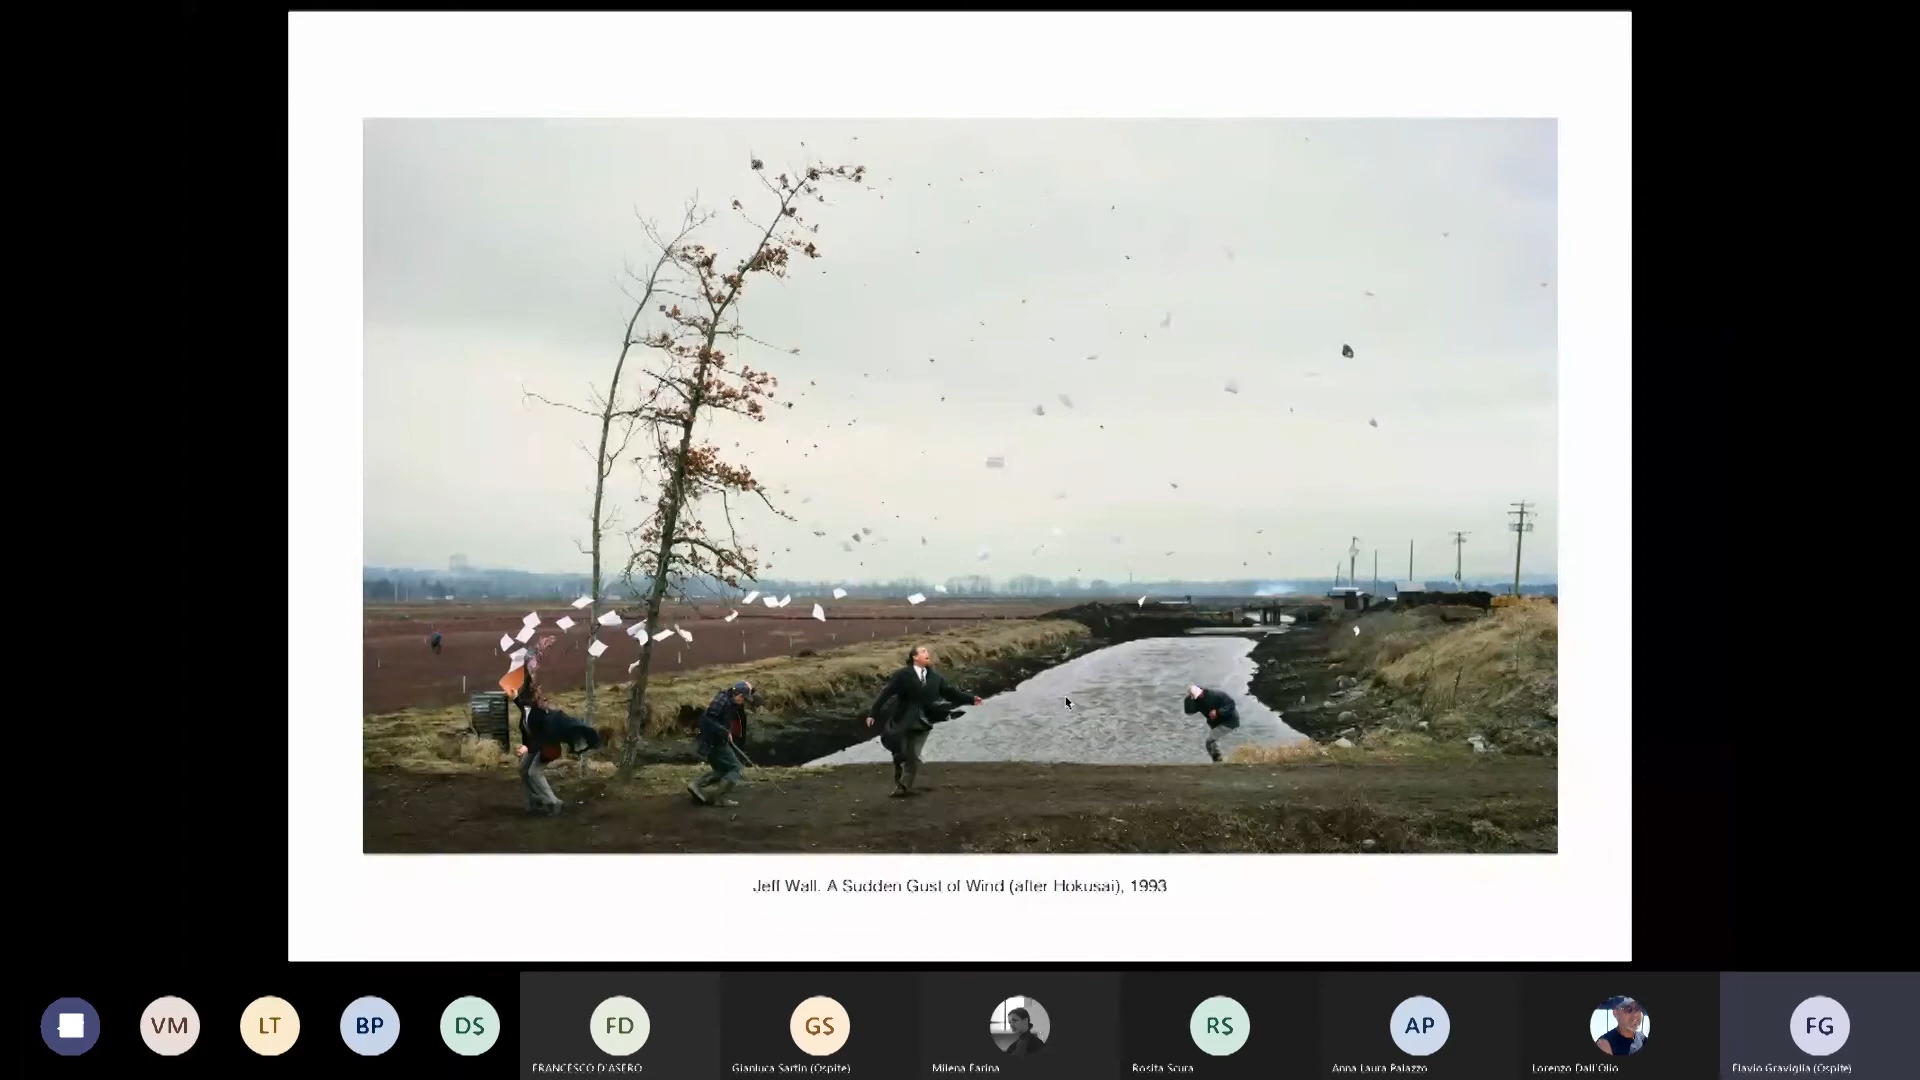 Jeff Wall. A Sudden Gust of Wind (after Hokusai), 1993
VM
LT
BP
DS
FD
GS
RS
AP
FG
FRANCESCO D'ASERO
Gianluca Sartin (Ospite)
Milena Farina
Rosita Scura
Anna Laura Palazzo
Lorenzo Dall'Olio
Flavio Graviglia (Ospite)